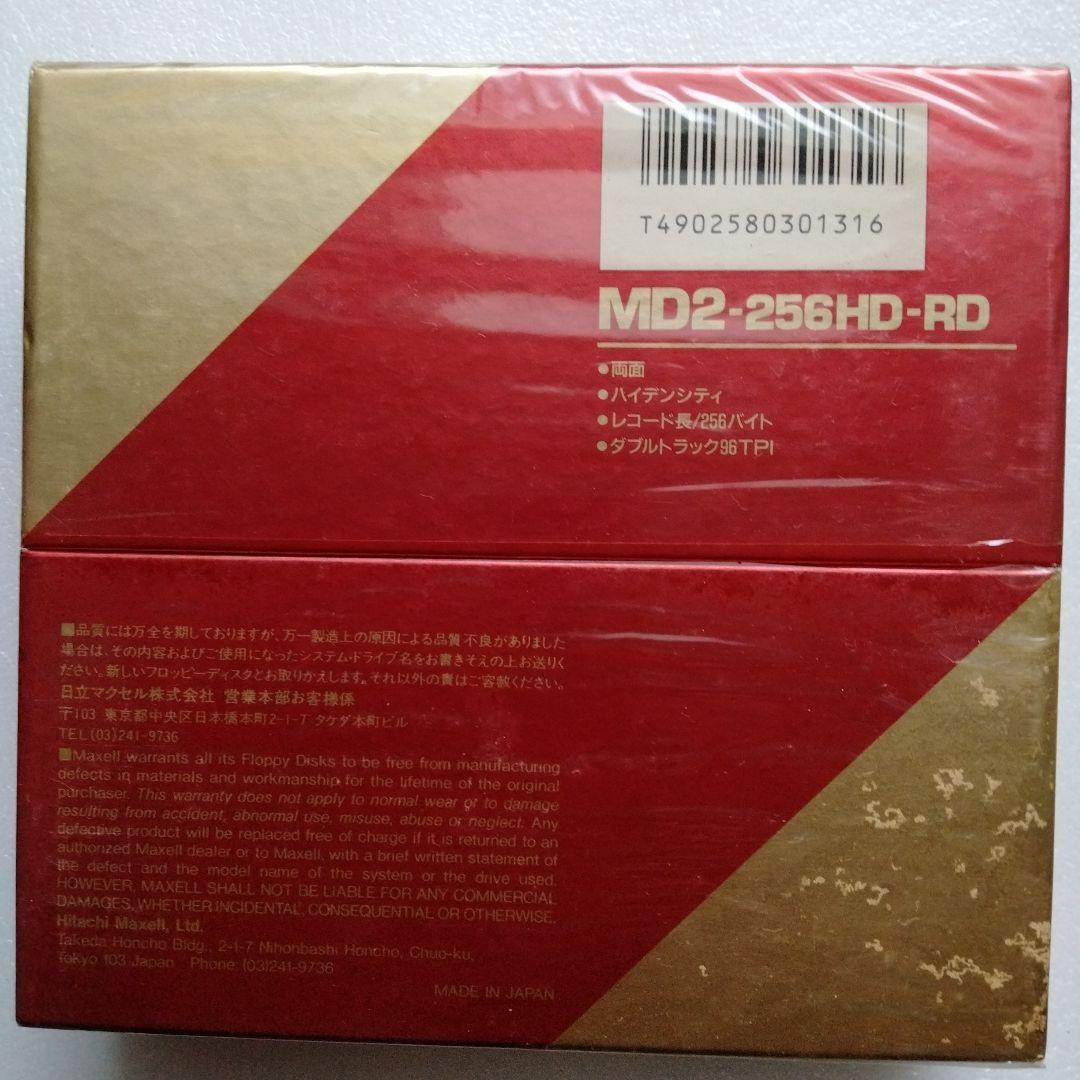 T4902580301316
MD2-256HD-RD
●両面
●ハイデンシティ
●レコード長/256バイト
●ダブルトラック96TPI
■品質には万全を期しておりますが、万一製造上の原因による品質不良がありました
場合は、その内容およびご使用になったシステム・ドライブ名をお書きそえの上お送りく
ださい。新しいフロッピーディスクとお取りかえします。それ以外の責はご容赦ください。
日立マクセル株式会社 営業本部お客様係
〒103 東京都中央区日本橋本町2-1-7 タケダ本町ビル
TEL(03)241-9736
■Maxell warrants all its Floppy Disks to be free from manufacturing
defects in materials and workmanship for the lifetime of the original
purchaser. This warranty does not apply to normal wear or to damage
resulting from accident, abnormal use, misuse, abuse or neglect. Any
defective product will be replaced free of charge if it is returned to an
authorized Maxell dealer or to Maxell, with a brief written statement of
the defect and the model name of the system or the drive used.
HOWEVER, MAXELL SHALL NOT BE LIABLE FOR ANY COMMERCIAL
DAMAGES, WHETHER INCIDENTAL, CONSEQUENTIAL OR OTHERWISE.
Hitachi Maxell, Ltd.
Takeda Honcho Bldg., 2-1-7 Nihonbashi Honcho, Chuo-ku,
Tokyo 103 Japan Phone: (03)241-9736
MADE IN JAPAN